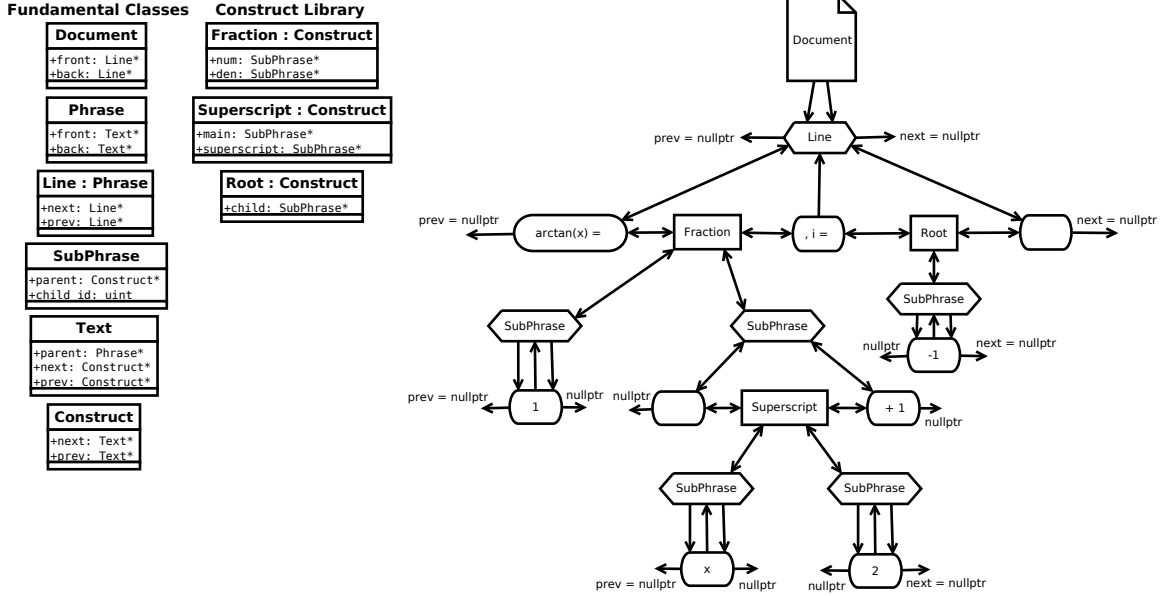 Fundamental Classes
Document
+front: Line*
+back: Line*
Phrase
+front: Text*
+back: Text*
Line : Phrase
+next: Line*
+prev: Line*
SubPhrase
+parent: Construct*
+child_id: uint
Text
+parent: Phrase*
+next: Construct*
+prev: Construct*
Construct
+next: Text*
+prev: Text*
Construct Library
Fraction : Construct
+num: SubPhrase*
+den: SubPhrase*
Superscript : Construct
+main: SubPhrase*
+superscript: SubPhrase*
Root : Construct
+child: SubPhrase*
Document
prev = nullptr
Line
next = nullptr
prev = nullptr
arctan(x) =
Fraction
, i =
Root
next = nullptr
SubPhrase
SubPhrase
SubPhrase
nullptr
-1
next = nullptr
prev = nullptr
1
nullptr
nullptr
Superscript
+ 1
nullptr
SubPhrase
SubPhrase
prev = nullptr
x
nullptr
nullptr
2
next = nullptr